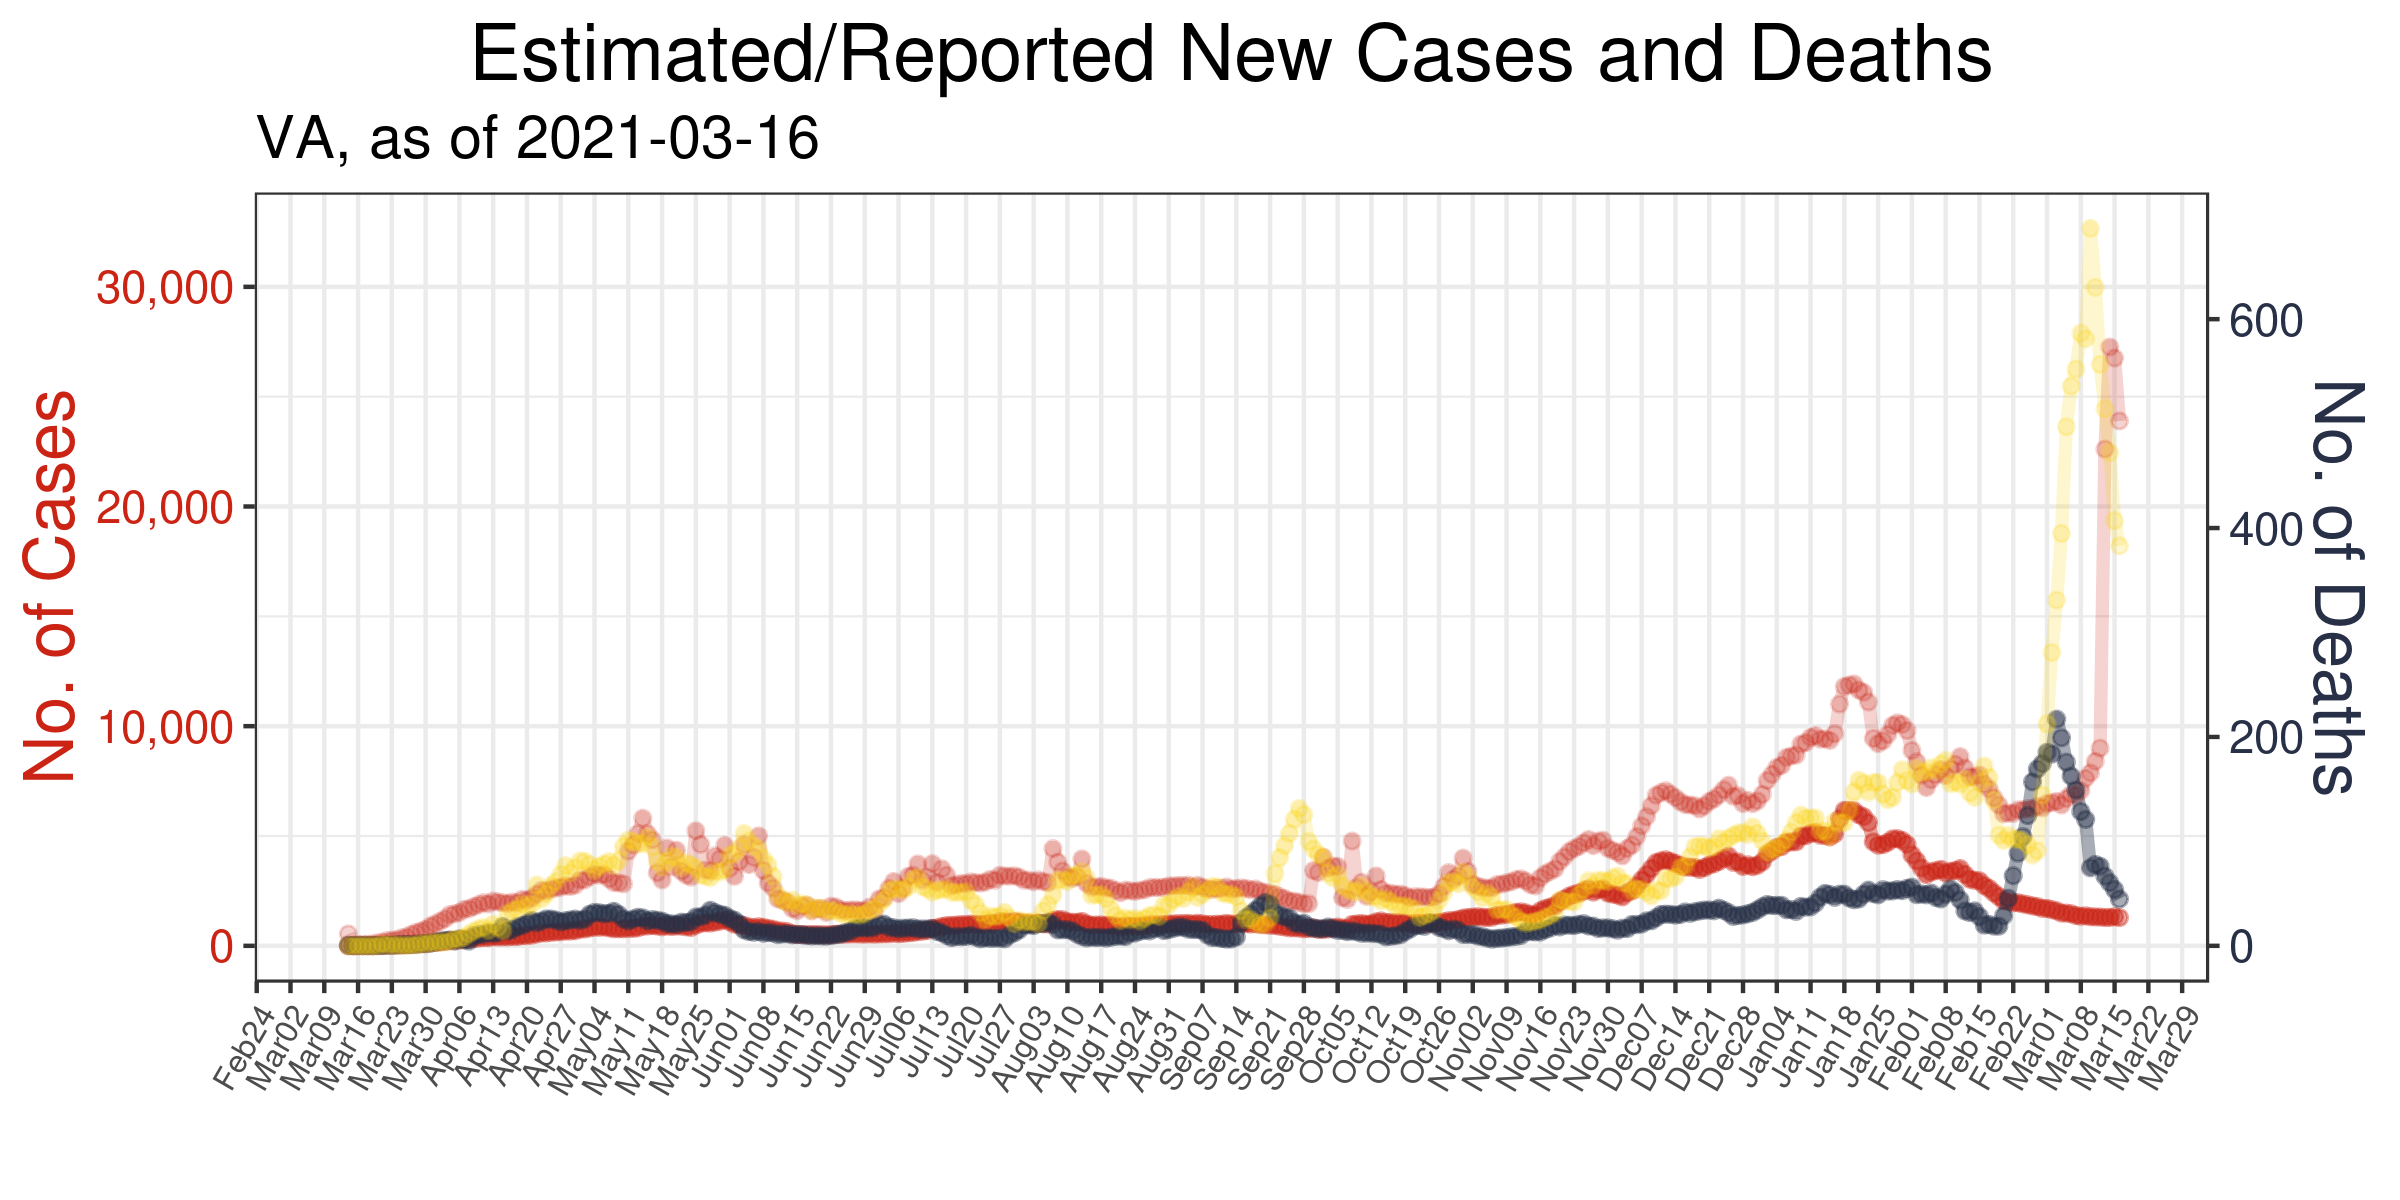 Estimated/Reported New Cases and Deaths
VA, as of 2021-03-16
No. of Cases
30,000
20,000
10,000
0
600
400
200
0
No. of Deaths
Feb24
Mar02
Mar09
Mar16
Mar23
Mar30
Apr06
Apr13
Apr20
Apr27
May04
May11
May18
May25
Jun01
Jun08
Jun15
Jun22
Jun29
Jul06
Jul13
Jul20
Jul27
Aug03
Aug10
Aug17
Aug24
Aug31
Sep07
Sep14
Sep21
Sep28
Oct05
Oct12
Oct19
Oct26
Nov02
Nov09
Nov16
Nov23
Nov30
Dec07
Dec14
Dec21
Dec28
Jan04
Jan11
Jan18
Jan25
Feb01
Feb08
Feb15
Feb22
Mar01
Mar08
Mar15
Mar22
Mar29